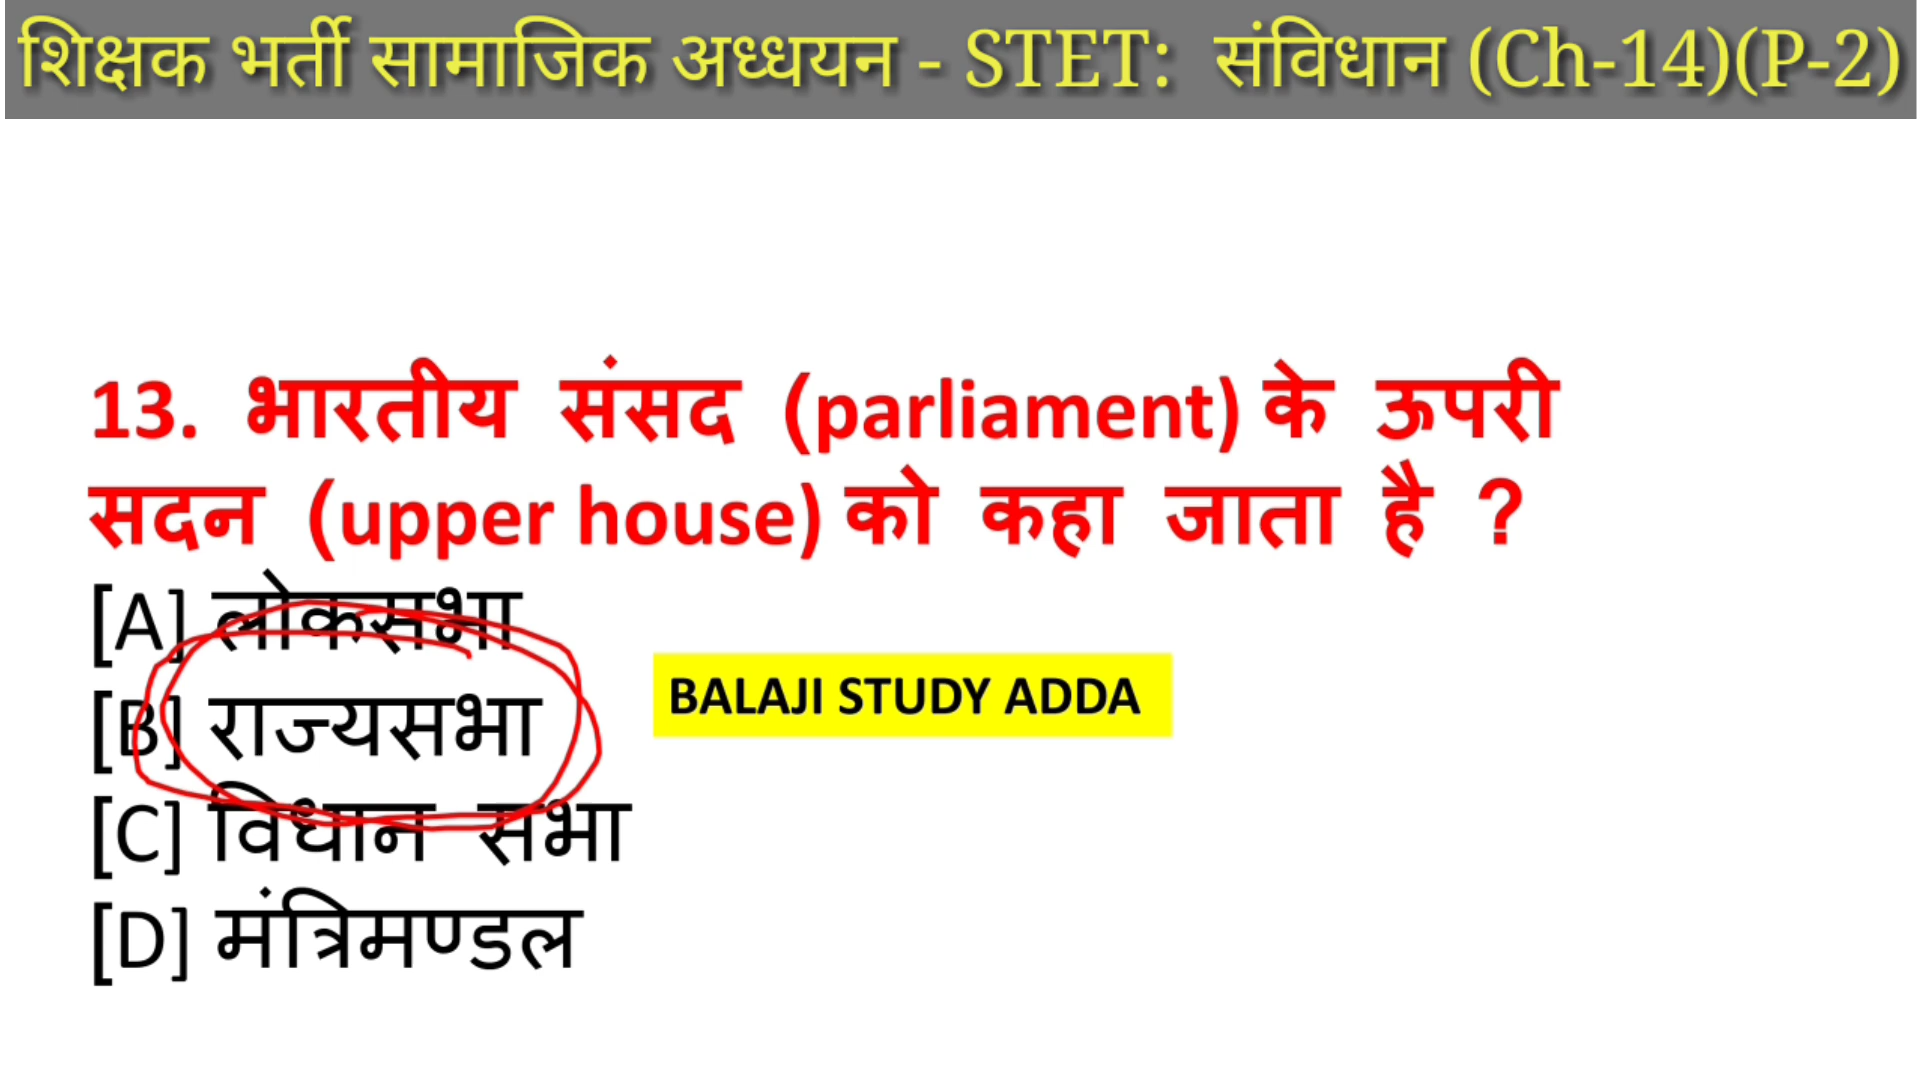 शिक्षक भर्ती सामाजिक अध्धयन - STET: संविधान (Ch-14)(P-2)
13. भारतीय संसद (parliament) के ऊपरी
सदन (upper house) को कहा जाता है ?
[A] लोकसभा
[B] राज्यसभा
BALAJI STUDY ADDA
[C] विधान सभा
[D] मंत्रिमण्डल